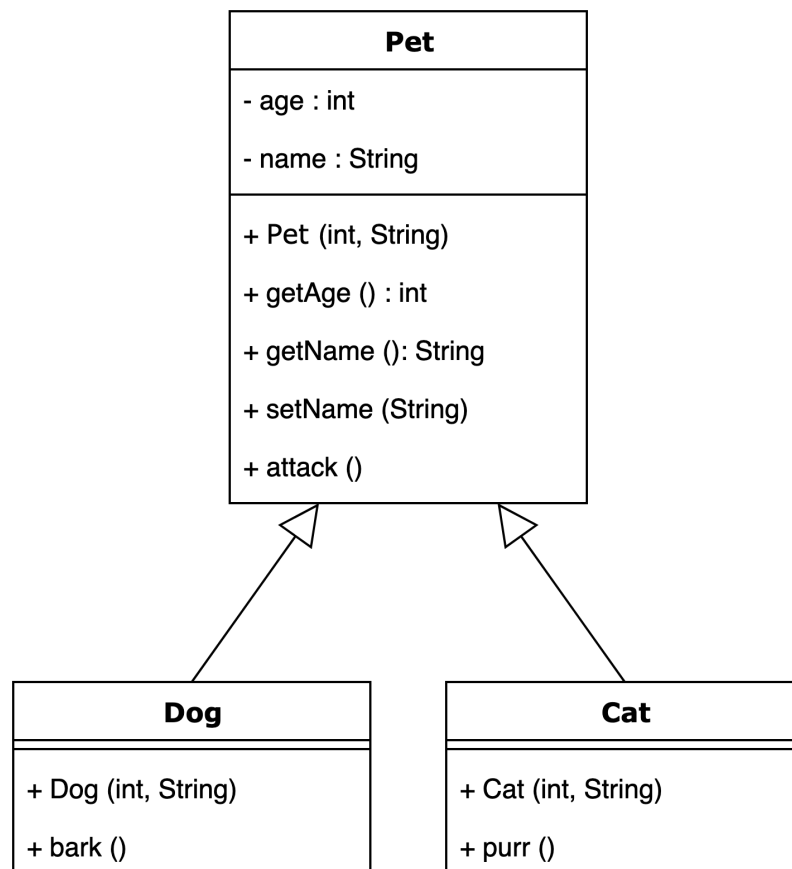 Pet
- age : int
- name : String
+ Pet (int, String)
+ getAge () : int
+ getName (): String
+ setName (String)
+ attack ()
Dog
+ Dog (int, String)
+ bark ()
Cat
+ Cat (int, String)
+ purr ()